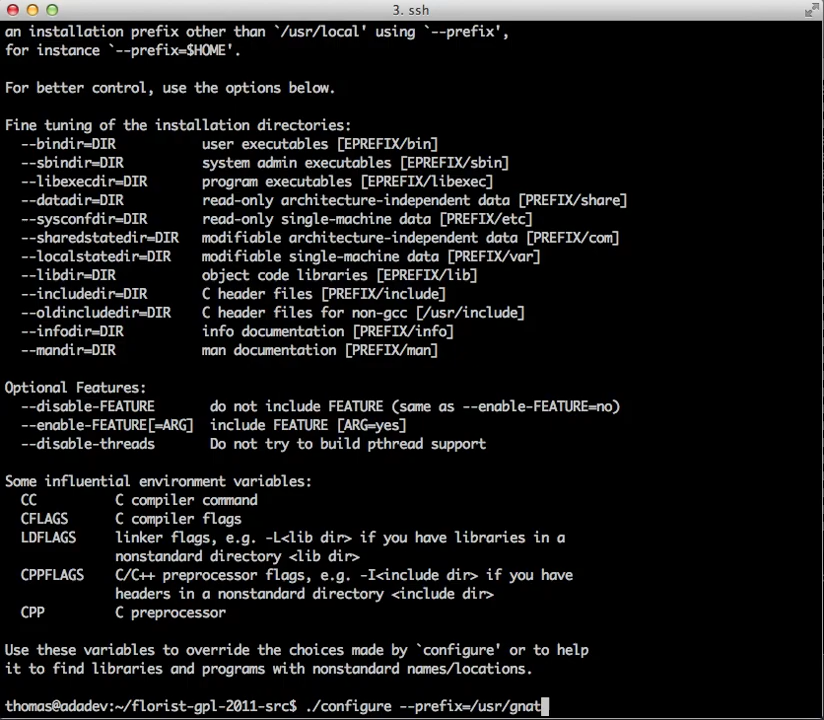 3. ssh
an installation prefix other than `/usr/local' using `--prefix',
for instance `--prefix=$HOME'.
For better control, use the options below.
Fine tuning of the installation directories:
--bindir=DIR user executables [EPREFIX/bin]
--sbindir=DIR system admin executables [EPREFIX/sbin]
--libexecdir=DIR program executables [EPREFIX/libexec]
--datadir=DIR read-only architecture-independent data [PREFIX/share]
--sysconfdir=DIR read-only single-machine data [PREFIX/etc]
--sharedstatedir=DIR modifiable architecture-independent data [PREFIX/com]
--localstatedir=DIR modifiable single-machine data [PREFIX/var]
--libdir=DIR object code libraries [EPREFIX/lib]
--includedir=DIR C header files [PREFIX/include]
--oldincludedir=DIR C header files for non-gcc [/usr/include]
--infodir=DIR info documentation [PREFIX/info]
--mandir=DIR man documentation [PREFIX/man]
Optional Features:
--disable-FEATURE do not include FEATURE (same as --enable-FEATURE=no)
--enable-FEATURE[=ARG] include FEATURE [ARG=yes]
--disable-threads Do not try to build pthread support
Some influential environment variables:
CC C compiler command
CFLAGS C compiler flags
LDFLAGS linker flags, e.g. -L<lib dir> if you have libraries in a
nonstandard directory <lib dir>
CPPFLAGS C/C++ preprocessor flags, e.g. -I<include dir> if you have
headers in a nonstandard directory <include dir>
CPP C preprocessor
Use these variables to override the choices made by `configure' or to help
it to find libraries and programs with nonstandard names/locations.
thomas@adadev:~/florist-gpl-2011-src$ ./configure --prefix=/usr/gnat